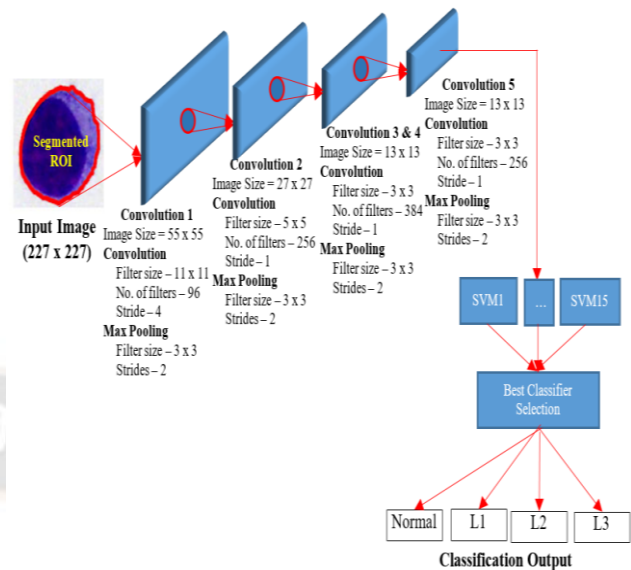 Segmented
ROI
Input Image
(227 x 227)
Convolution 1
Image Size = 55 x 55
Convolution
Filter size – 11 x 11
No. of filters – 96
Stride – 4
Max Pooling
Filter size – 3 x 3
Strides – 2
Convolution 2
Image Size = 27 x 27
Convolution
Filter size – 5 x 5
No. of filters – 256
Stride – 1
Max Pooling
Filter size – 3 x 3
Strides – 2
Convolution 3 & 4
Image Size = 13 x 13
Convolution
Filter size – 3 x 3
No. of filters – 384
Stride – 1
Max Pooling
Filter size – 3 x 3
Strides – 2
Convolution 5
Image Size = 13 x 13
Convolution
Filter size – 3 x 3
No. of filters – 256
Stride – 1
Max Pooling
Filter size – 3 x 3
Strides – 2
SVM1
...
SVM15
Best Classifier
Selection
Normal
L1
L2
L3
Classification Output